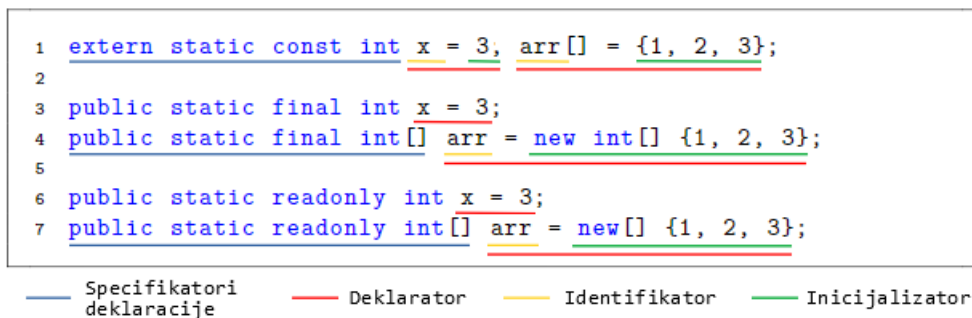 1 extern static const int x = 3, arr[] = {1, 2, 3};
2
3 public static final int x = 3;
4 public static final int[] arr = new int[] {1, 2, 3};
5
6 public static readonly int x = 3;
7 public static readonly int[] arr = new[] {1, 2, 3};
Specifikatori deklaracije
Deklarator
Identifikator
Inicijalizator